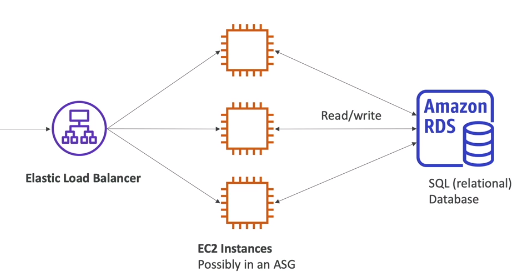 Elastic Load Balancer
EC2 Instances
Possibly in an ASG
Read/write
Amazon
RDS
SQL (relational)
Database